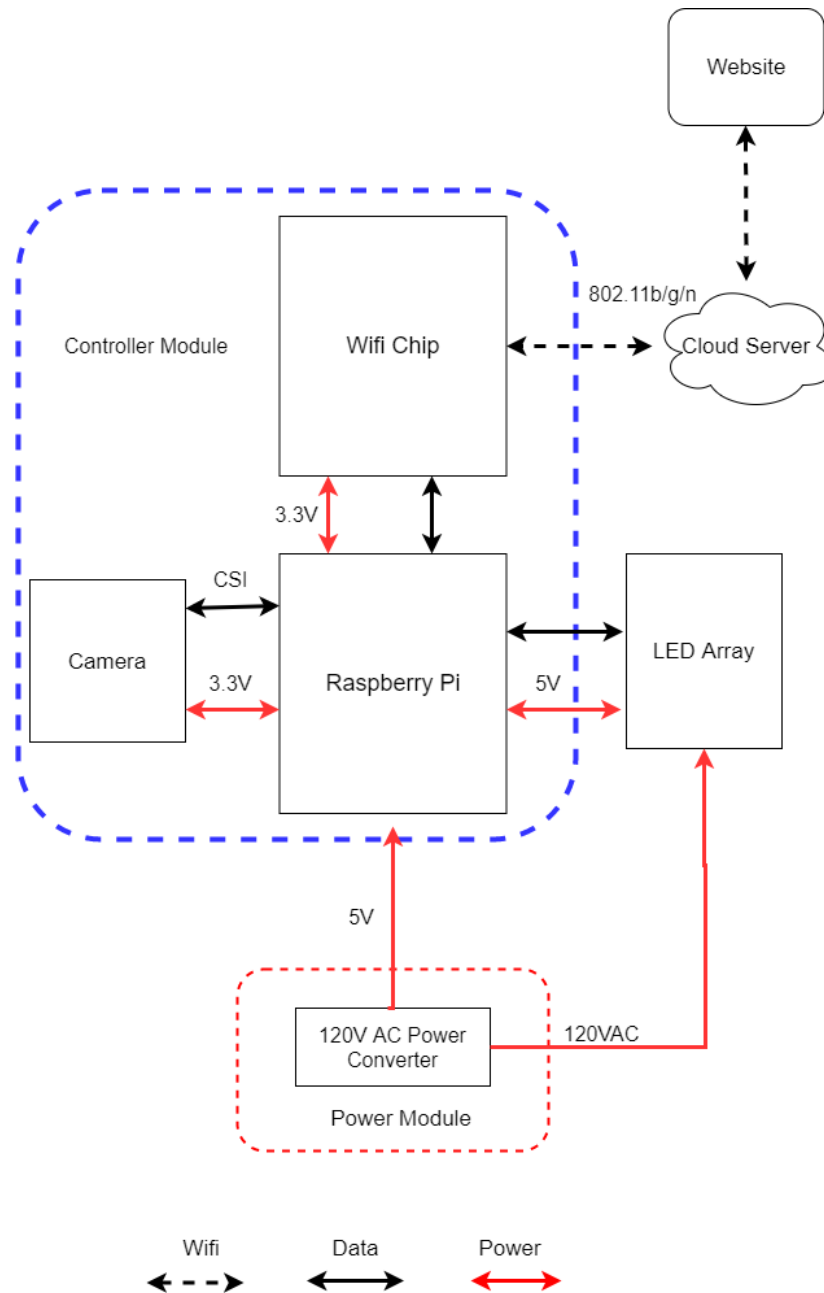 Website
802.11b/g/n
Controller Module
Wifi Chip
Cloud Server
3.3V
CSI
Camera
3.3V
Raspberry Pi
5V
LED Array
5V
120V AC Power
Converter
120VAC
Power Module
Wifi
Data
Power